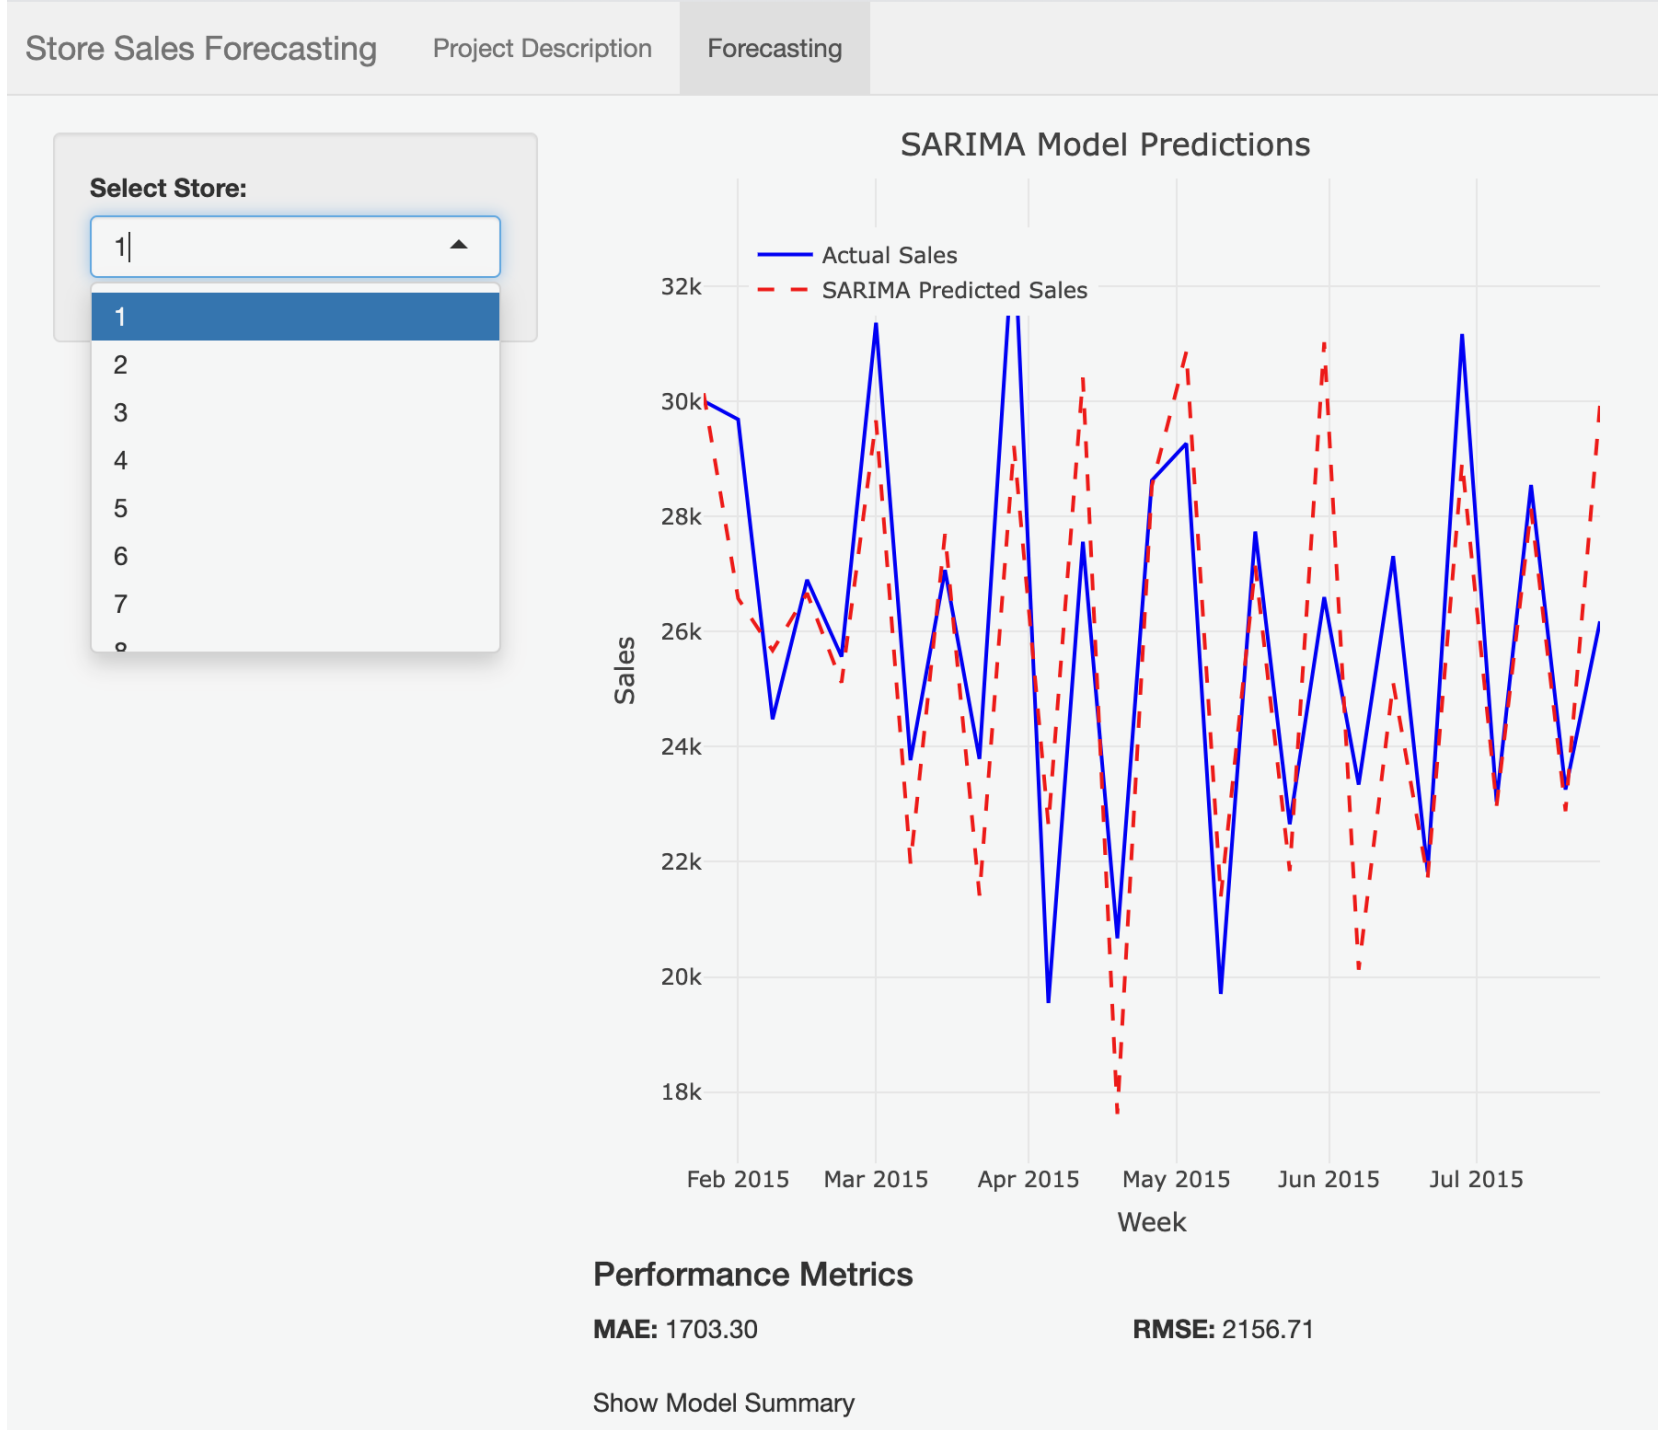 Store Sales Forecasting Project Description Forecasting
Select Store:
1
1
2
3
4
5
6
7
8
SARIMA Model Predictions
Actual Sales
SARIMA Predicted Sales
32k
30k
28k
26k
24k
22k
20k
18k
Sales
Feb 2015 Mar 2015 Apr 2015 May 2015 Jun 2015 Jul 2015
Week
Performance Metrics
MAE: 1703.30 RMSE: 2156.71
Show Model Summary